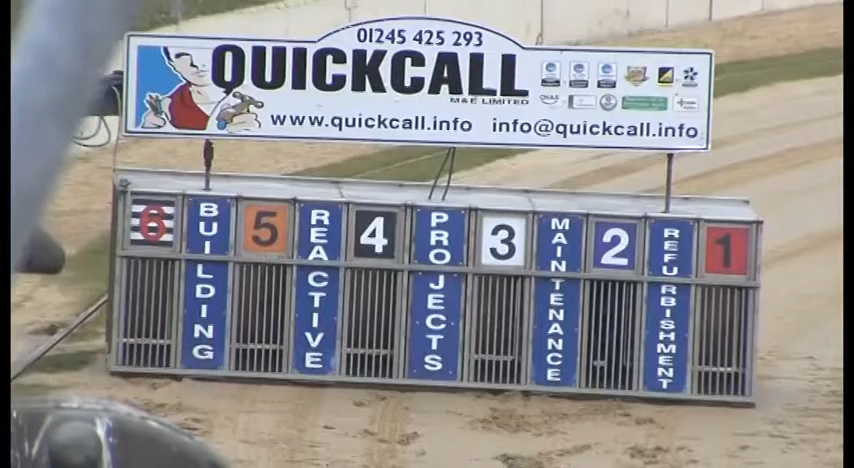 01245 425 293
QUICKCALL
M&E LIMITED
www.quickcall.info info@quickcall.info
6 BUILDING 5 REACTIVE 4 PROJECTS 3 MAINTENANCE 2 REFURBISHMENT 1